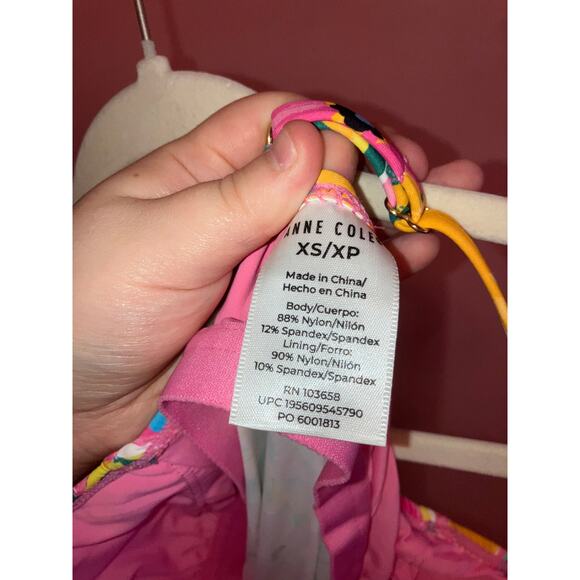 ANNE COLE
XS/XP
Made in China/
Hecho en China
Body/Cuerpo:
88% Nylon/Nilón
12% Spandex/Spandex
Lining/Forro:
90% Nylon/Nilón
10% Spandex/Spandex
RN 103658
UPC 195609545790
PO 6001813